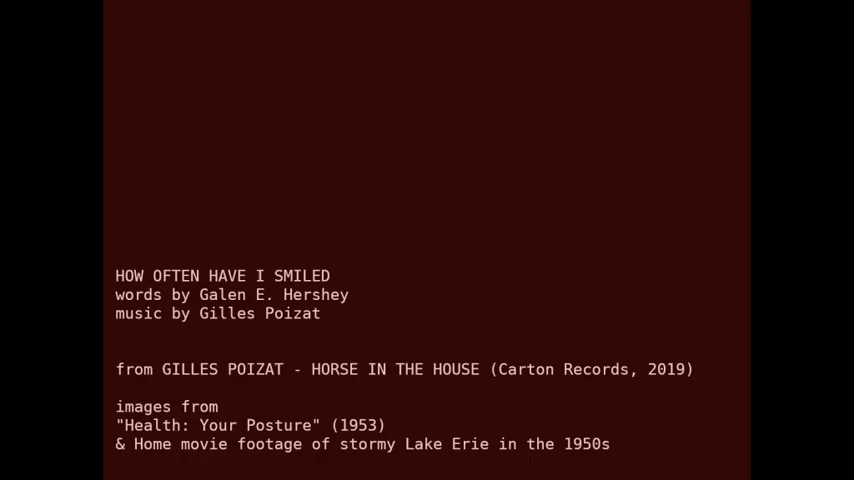 HOW OFTEN HAVE I SMILED
words by Galen E. Hershey
music by Gilles Poizat
from GILLES POIZAT - HORSE IN THE HOUSE (Carton Records, 2019)
images from
"Health: Your Posture" (1953)
& Home movie footage of stormy Lake Erie in the 1950s